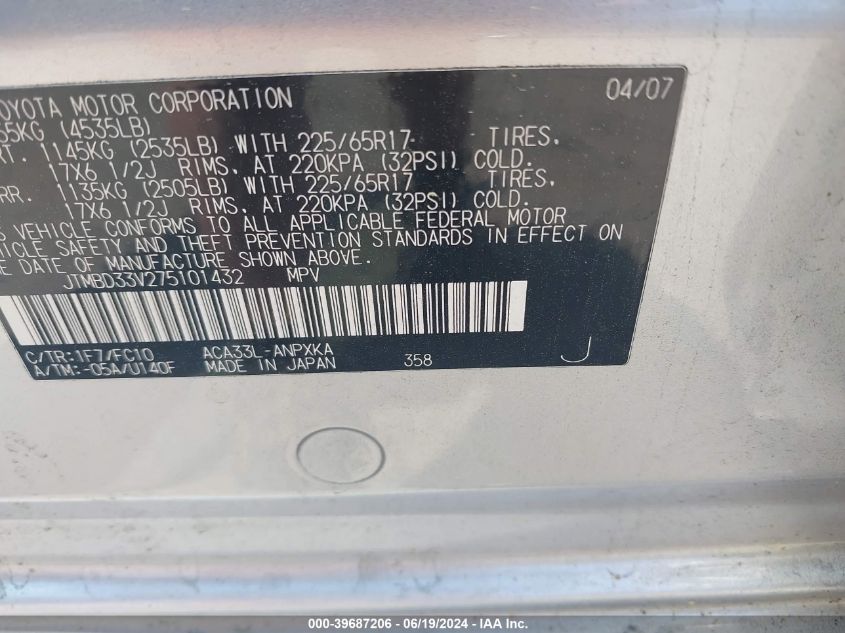 OYOTA MOTOR CORPORATION 04/07
55KG (4535LB)
RT. 1145KG (2535LB) WITH 225/65R17- TIRES,
17X6 1/2J RIMS, AT 220KPA (32PSI) COLD.
RR. 1135KG (2505LB) WITH 225/65R17 TIRES,
17X6 1/2J RIMS, AT 220KPA (32PSI) COLD.
S VEHICLE CONFORMS TO ALL APPLICABLE FEDERAL MOTOR
HICLE SAFETY AND THEFT PREVENTION STANDARDS IN EFFECT ON
E DATE OF MANUFACTURE SHOWN ABOVE.
JTMBD33V275101432 MPV
C/TR:1F7/FC10 ACA33L-ANPXKA
A/TM:-05A/U140F MADE IN JAPAN 358 J
000-39687206 - 06/19/2024 - IAA Inc.